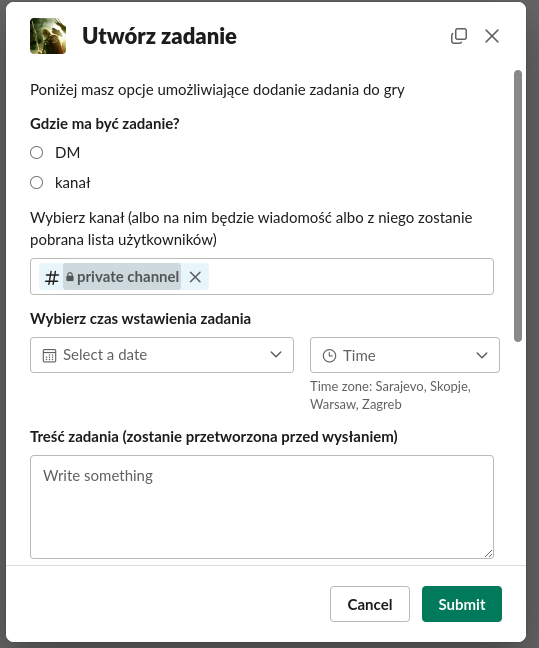 Utwórz zadanie
Poniżej masz opcje umożliwiające dodanie zadania do gry
Gdzie ma być zadanie?
DM
kanał
Wybierz kanał (albo na nim będzie wiadomość albo z niego zostanie
pobrana lista użytkowników)
# private channel
Wybierz czas wstawienia zadania
Select a date
Time
Time zone: Sarajevo, Skopje,
Warsaw, Zagreb
Treść zadania (zostanie przetworzona przed wysłaniem)
Write something
Cancel
Submit